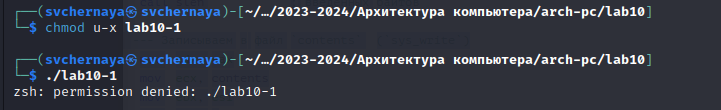 ┌──(svchernaya㉿svchernaya)-[~/…/2023-2024/Архитектура компьютера/arch-pc/lab10]
└─$ chmod u-x lab10-1
┌──(svchernaya㉿svchernaya)-[~/…/2023-2024/Архитектура компьютера/arch-pc/lab10]
└─$ ./lab10-1
zsh: permission denied: ./lab10-1